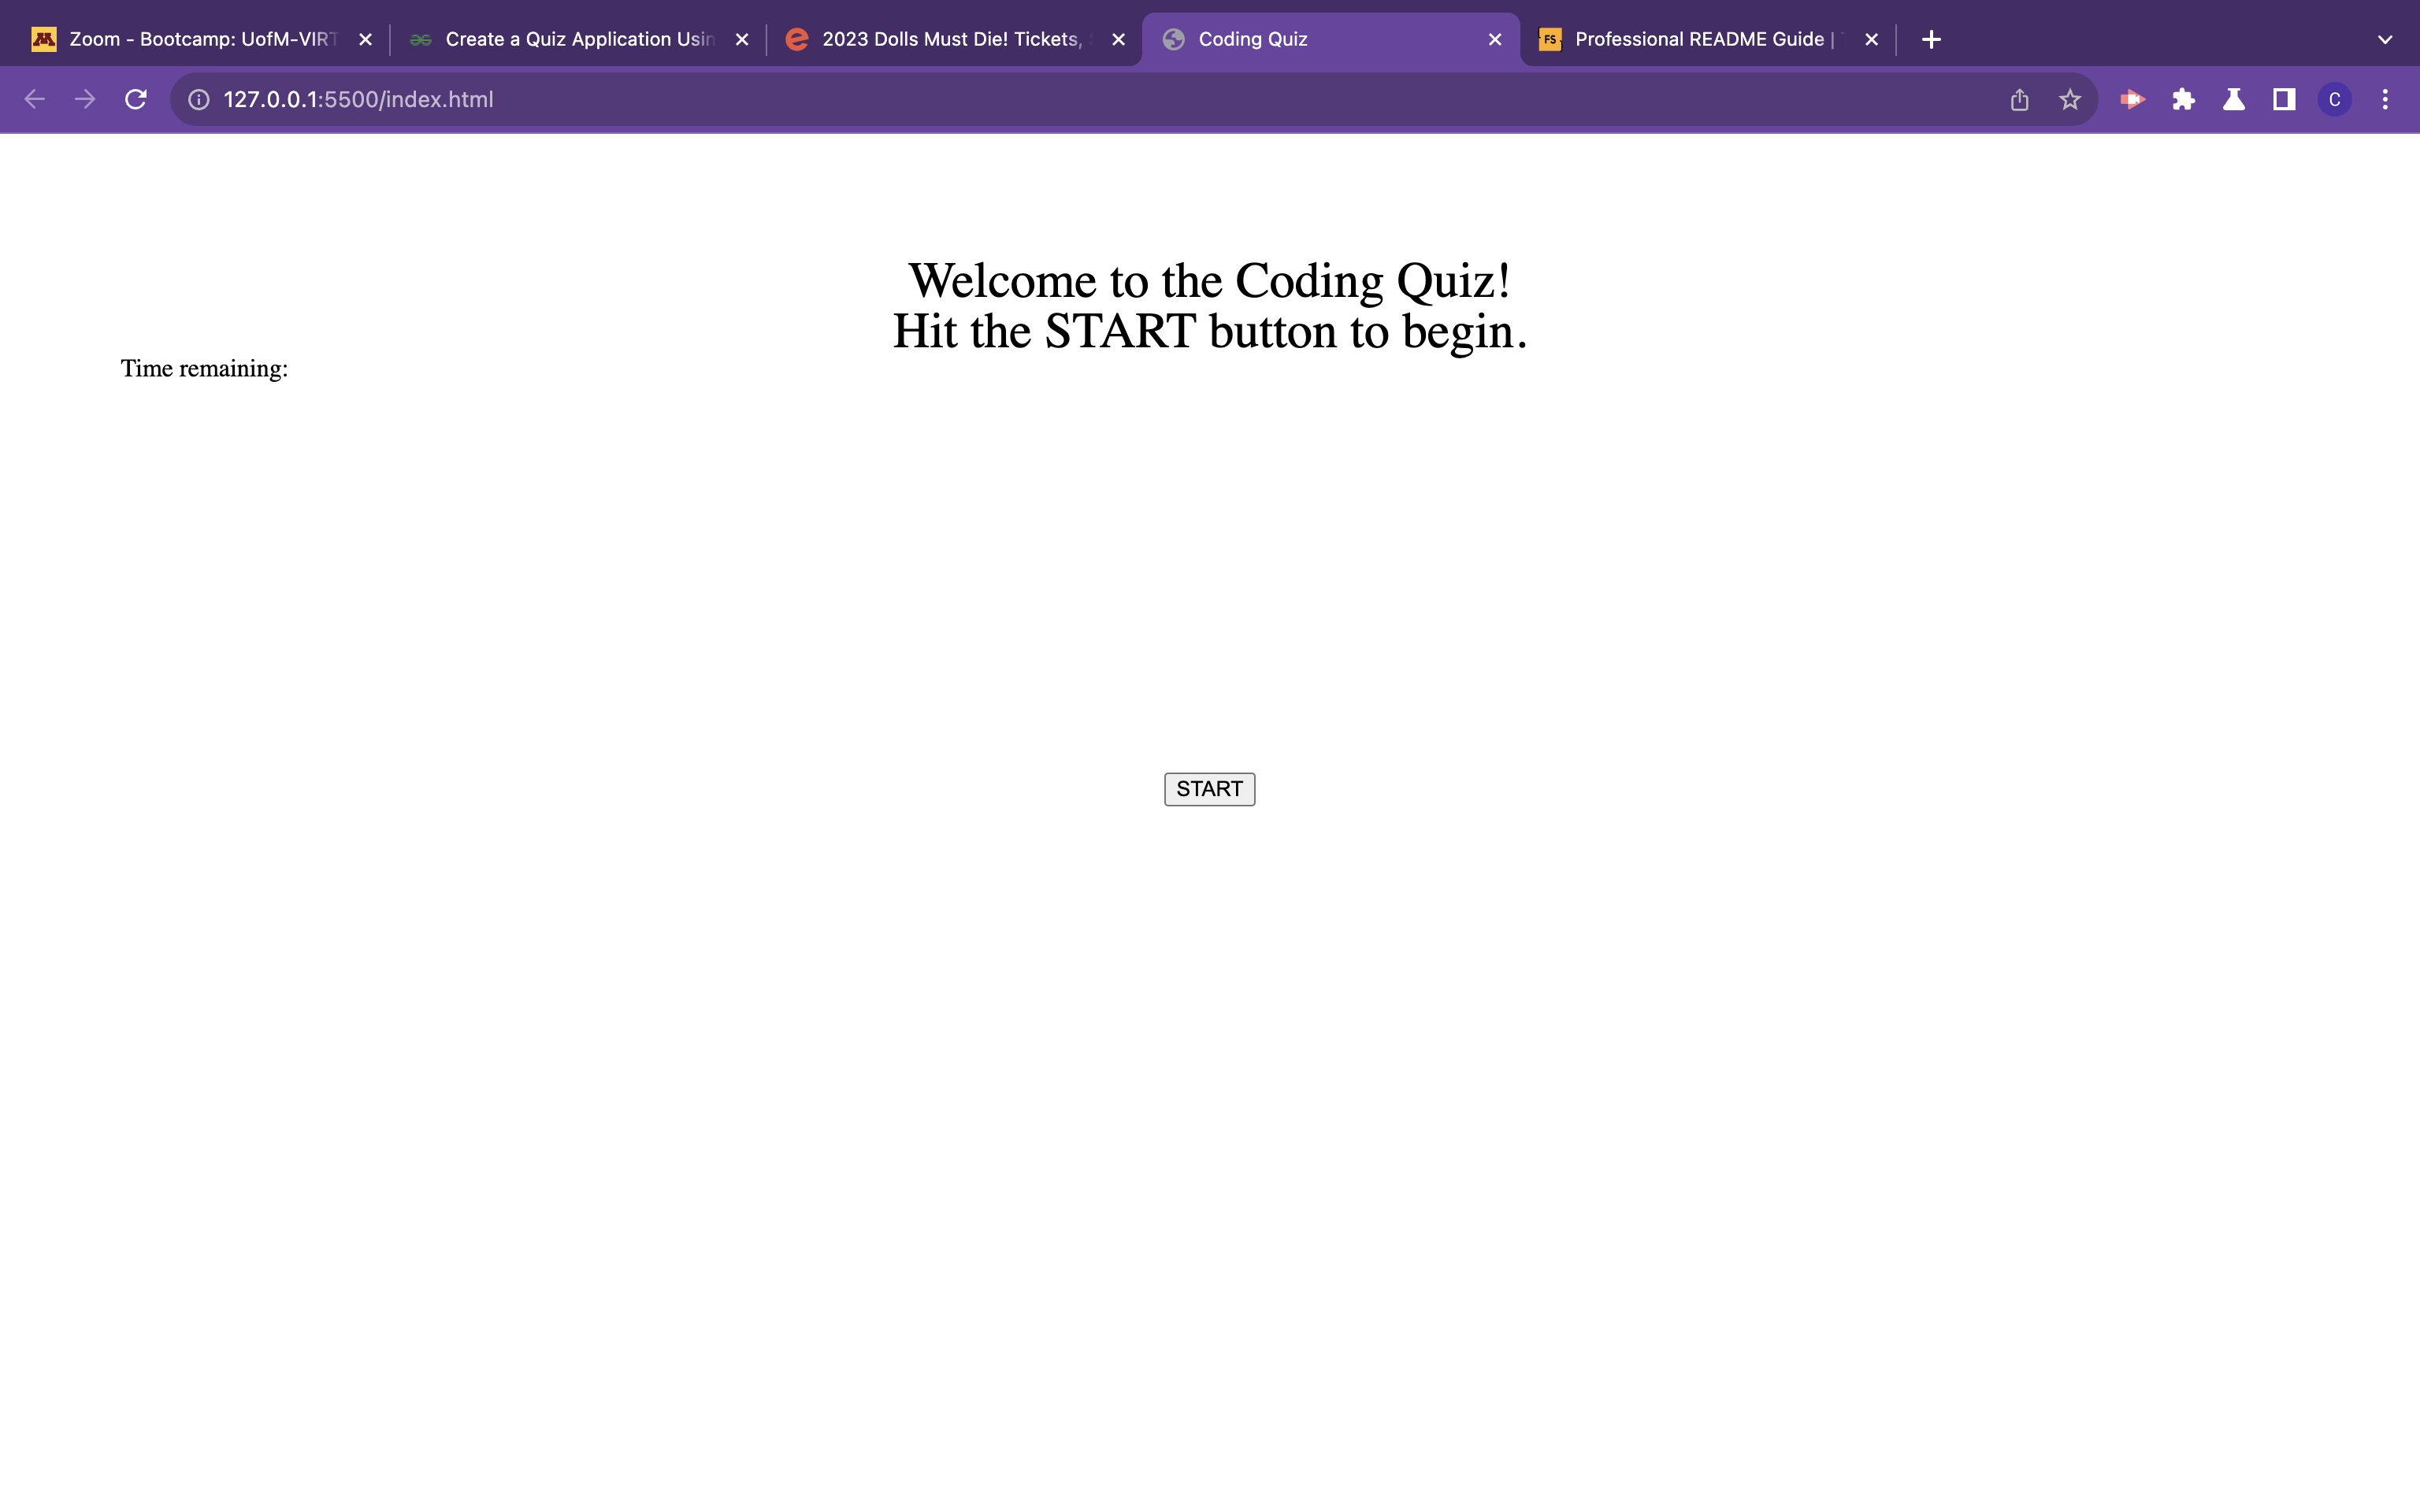 Zoom - Bootcamp: UofM-VIRT
Create a Quiz Application Usin
2023 Dolls Must Die! Tickets,
Coding Quiz
FS
Professional README Guide |
127.0.0.1:5500/index.html
C
Welcome to the Coding Quiz!
Hit the START button to begin.
Time remaining:
START